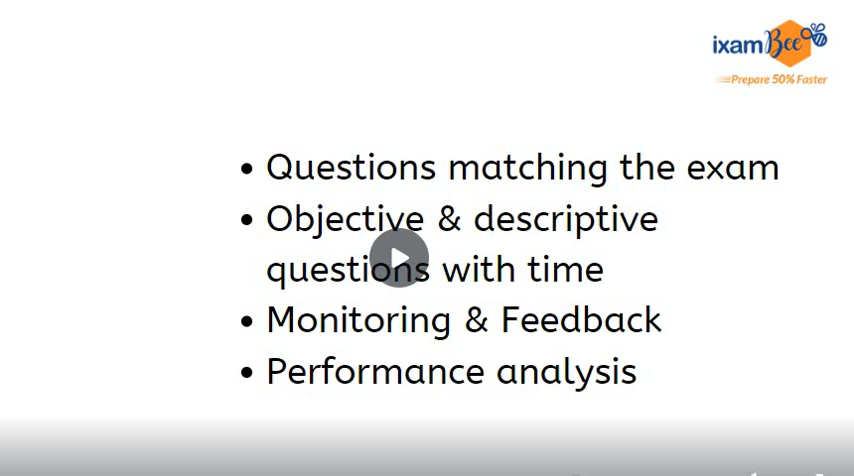 ixamBee
Prepare 50% Faster
• Questions matching the exam
• Objective & descriptive
questions with time
• Monitoring & Feedback
• Performance analysis